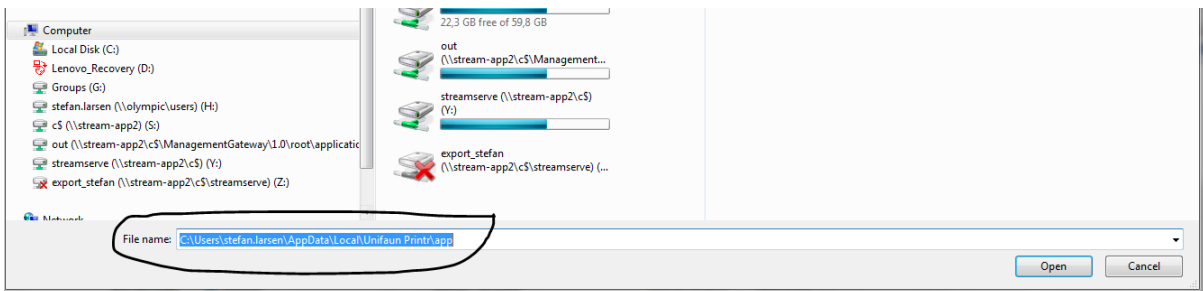 Computer
Local Disk (C:)
Lenovo_Recovery (D:)
Groups (G:)
stefan.larsen (\\olympic\users) (H:)
c$ (\\stream-app2) (S:)
out (\\stream-app2\c$\ManagementGateway\1.0\root\applicatic
streamserve (\\stream-app2\c$) (Y:)
export_stefan (\\stream-app2\c$\streamserve) (Z:)
Network
22,3 GB free of 59,8 GB
out
(\\stream-app2\c$\Management...
streamserve (\\stream-app2\c$)
(Y:)
export_stefan
(\\stream-app2\c$\streamserve) (...
File name: C:\Users\stefan.larsen\AppData\Local\Unifaun Printr\app
Open Cancel